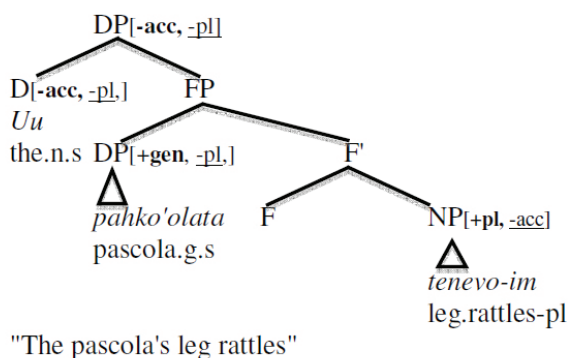 DP[-acc, -pl]
D[-acc, -pl,] FP
Uu
the.n.s DP[+gen, -pl,] F'
pahko'olata F NP[+pl, -acc]
pascola.g.s tenevo-im
leg.rattles-pl
"The pascola's leg rattles"